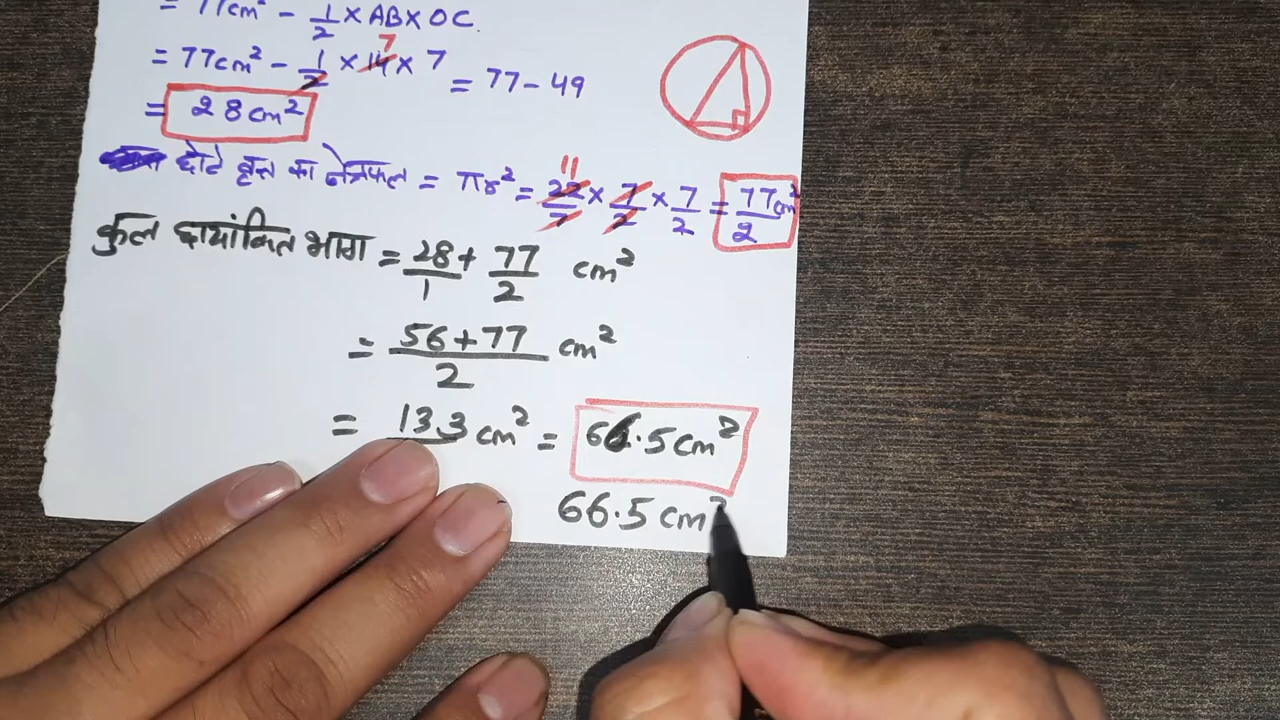 = 77cm² - 1/2 × AB × OC.
= 77cm² - 1/2 × 14 7 × 7 = 77 - 49
= 28 cm²
छोटे वृत्त का क्षेत्रफल = πr² = 22/7 11 × 7/2 × 7/2 = 77/2 cm²
कुल छायांकित भाग = 28/1 + 77/2 cm²
= 56+77/2 cm²
= 133 cm² = 66.5 cm²
66.5 cm²